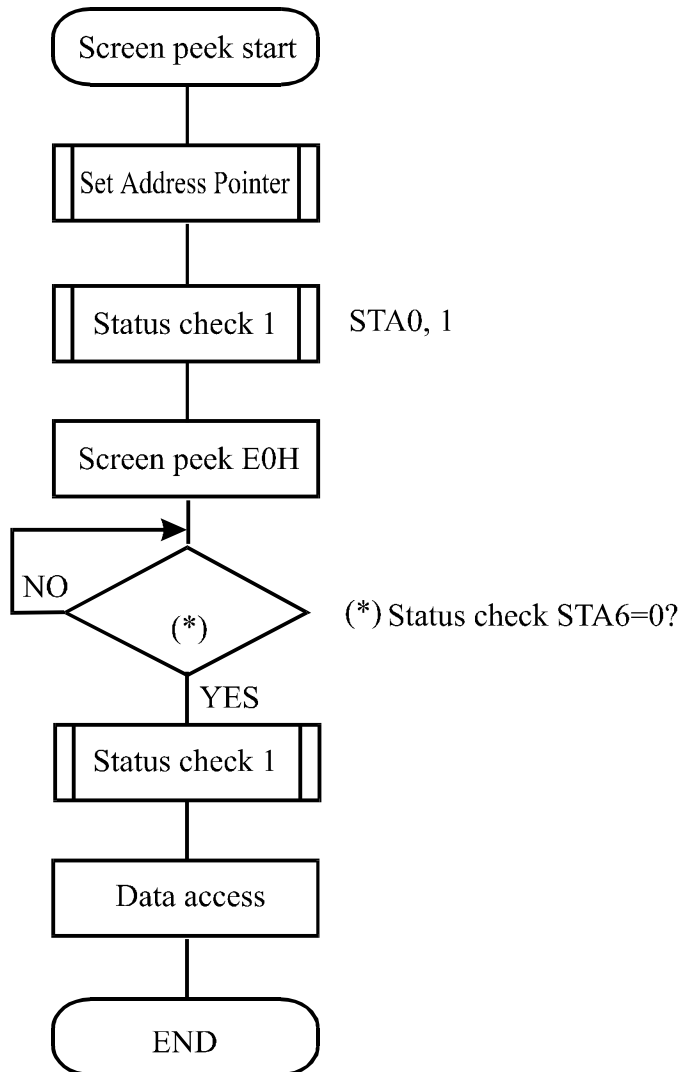 Screen peek start
Set Address Pointer
Status check 1
STA0, 1
Screen peek E0H
NO
(*)
(*) Status check STA6=0?
YES
Status check 1
Data access
END